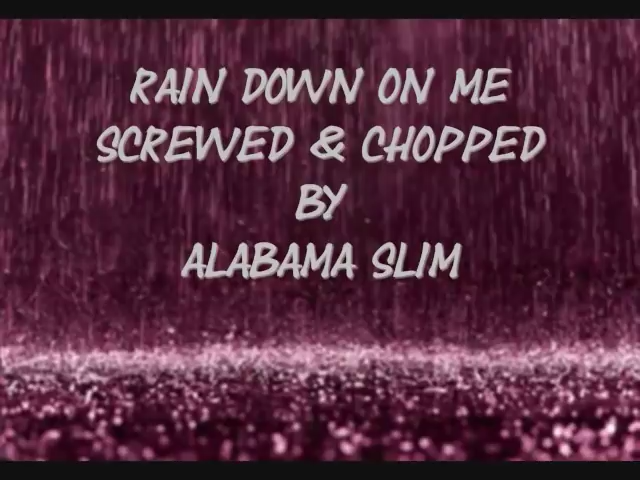 RAIN DOWN ON ME
SCREWED & CHOPPED
BY
ALABAMA SLIM